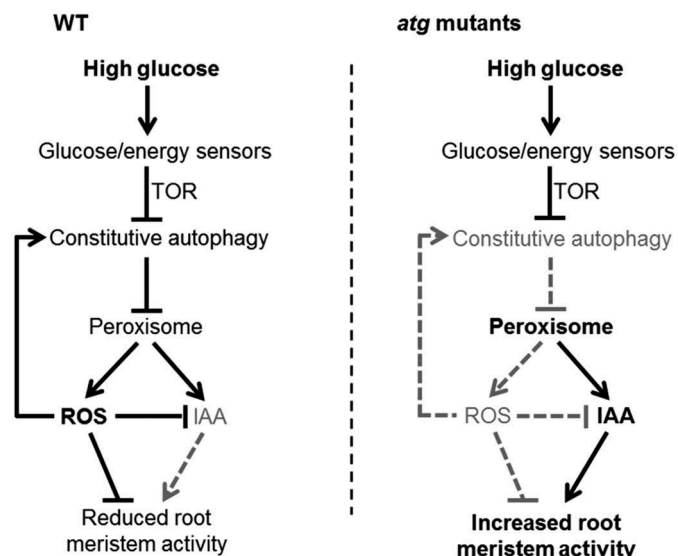 WT
High glucose
Glucose/energy sensors
TOR
Constitutive autophagy
Peroxisome
ROS
IAA
Reduced root
meristem activity
atg mutants
High glucose
Glucose/energy sensors
TOR
Constitutive autophagy
Peroxisome
ROS
IAA
Increased root
meristem activity